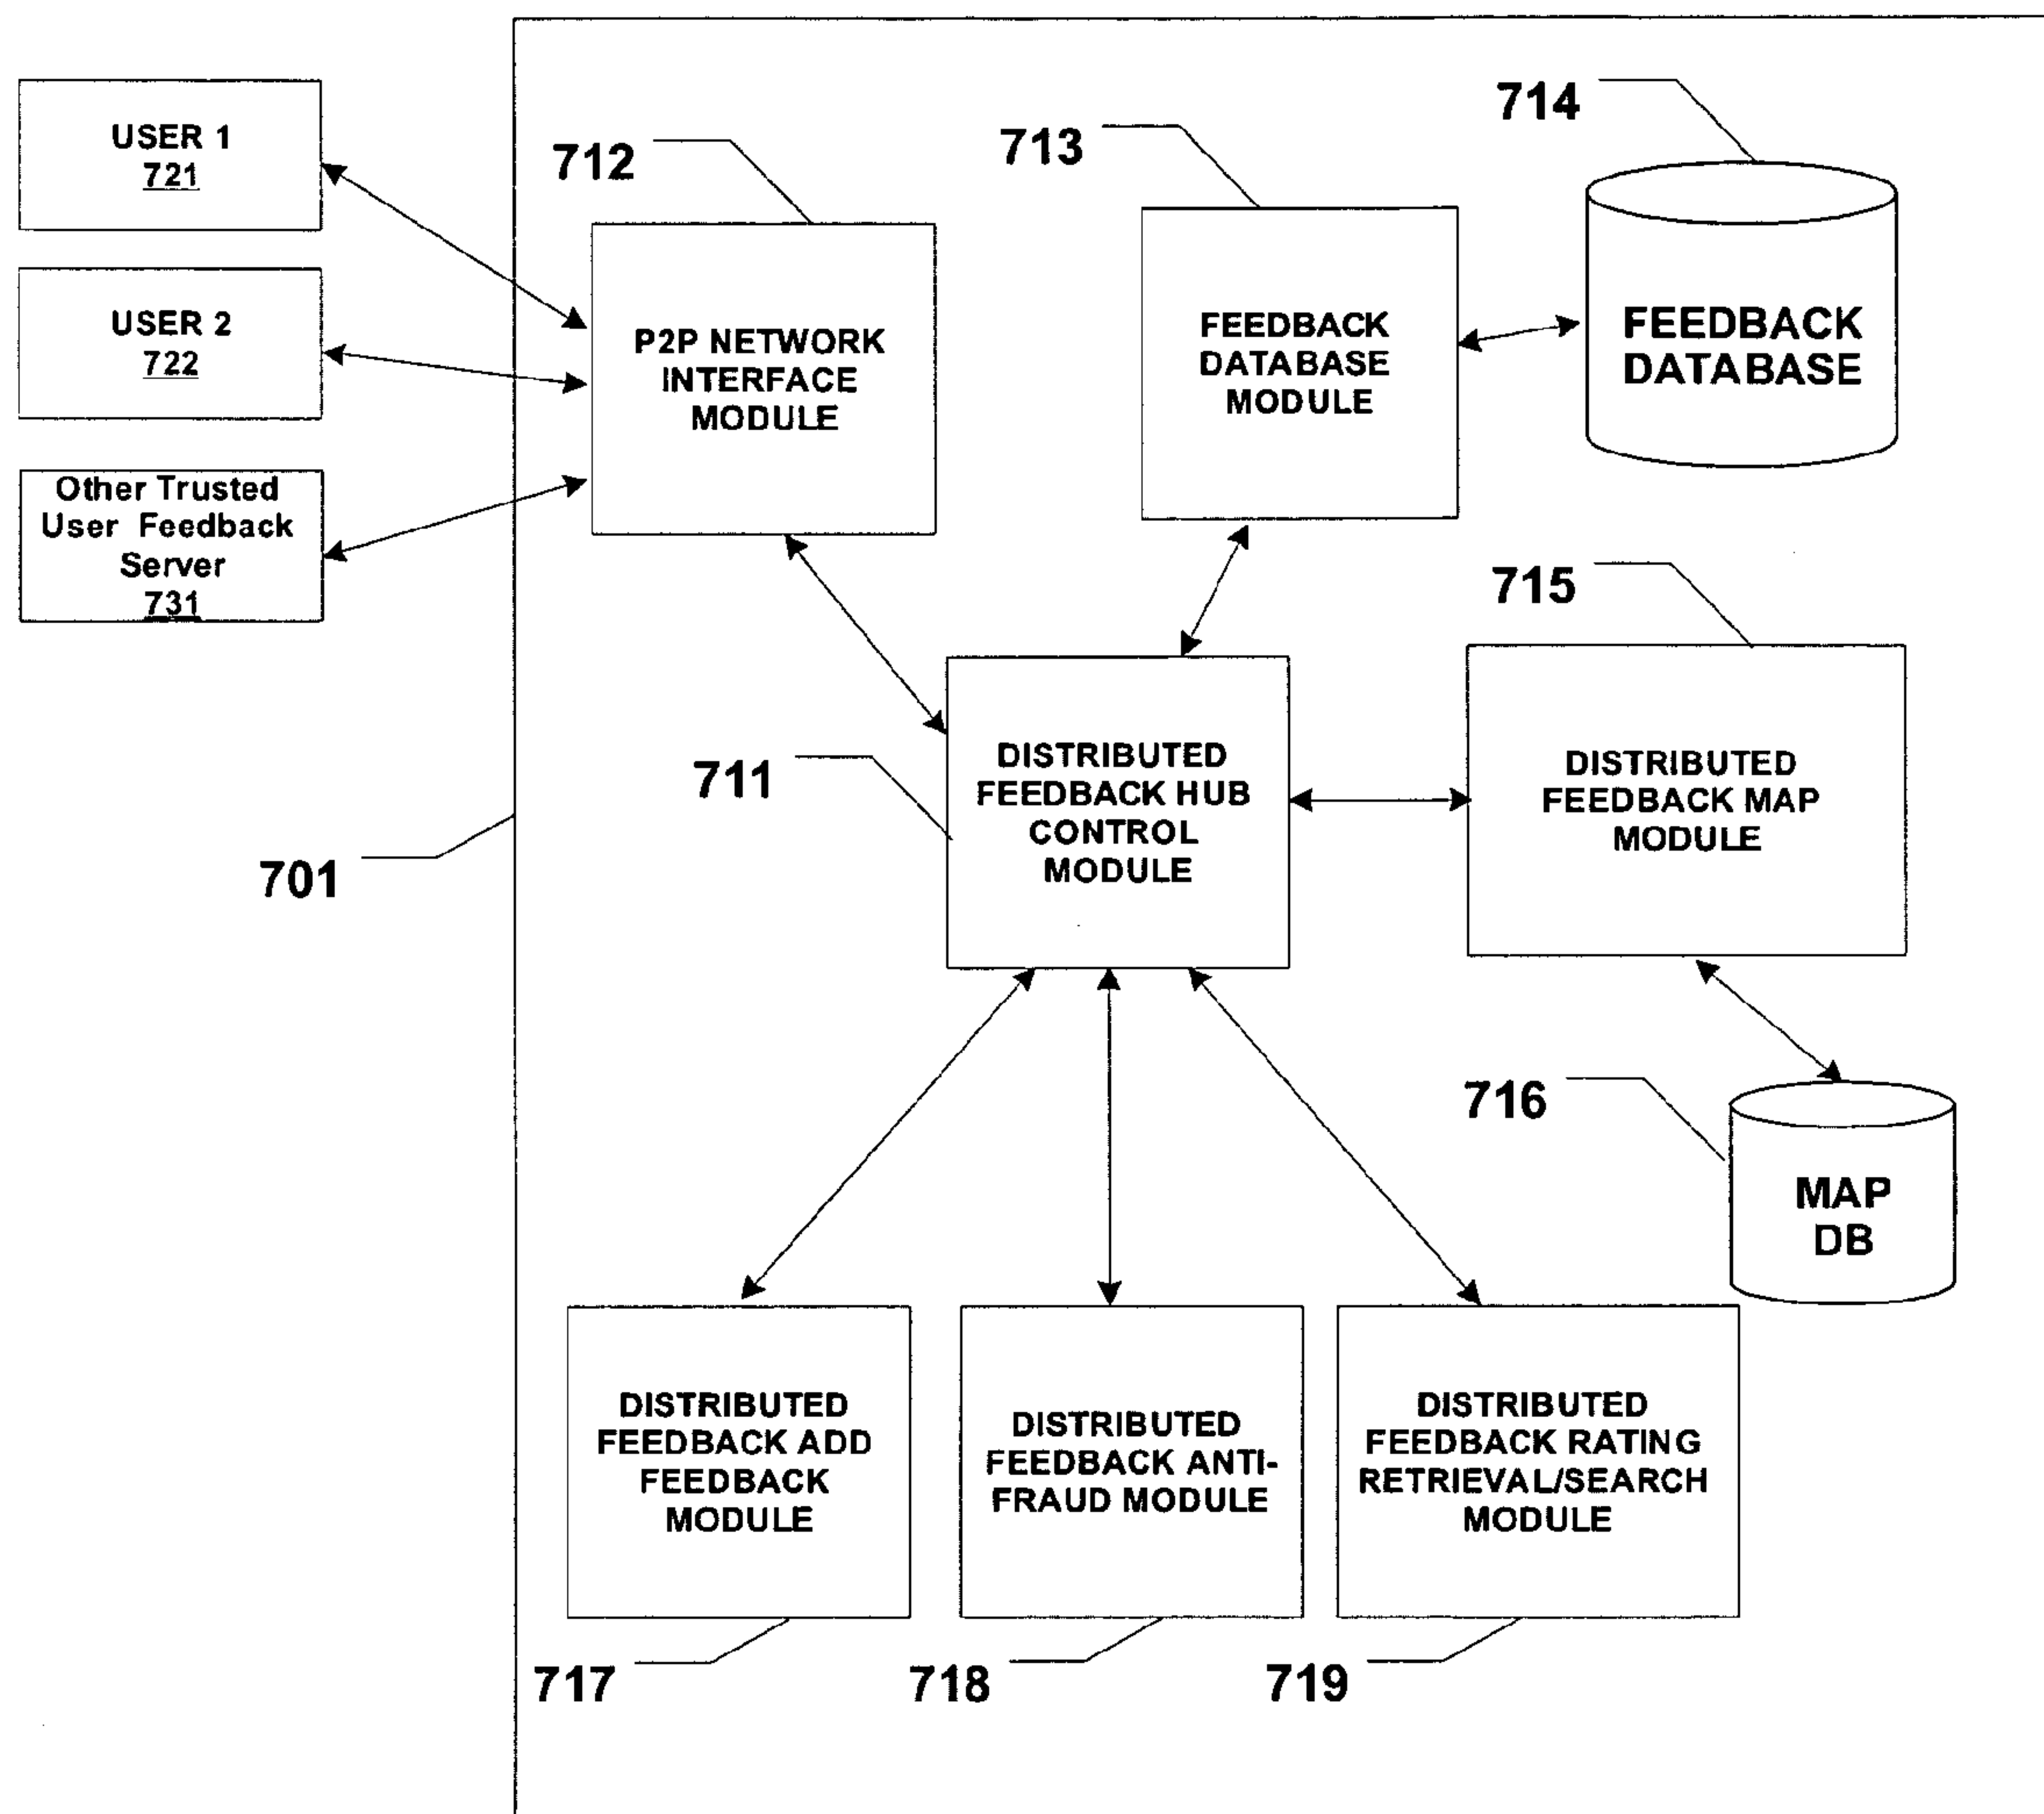 714
713
712
USER 1
721
USER 2
722
Other Trusted
User Feedback
Server
731
P2P NETWORK
INTERFACE
MODULE
FEEDBACK
DATABASE
MODULE
FEEDBACK
DATABASE
715
711
701
DISTRIBUTED
FEEDBACK HUB
CONTROL
MODULE
DISTRIBUTED
FEEDBACK MAP
MODULE
716
MAP
DB
DISTRIBUTED
FEEDBACK ADD
FEEDBACK
MODULE
DISTRIBUTED
FEEDBACK ANTI-
FRAUD MODULE
DISTRIBUTED
FEEDBACK RATING
RETRIEVAL/SEARCH
MODULE
717
718
719